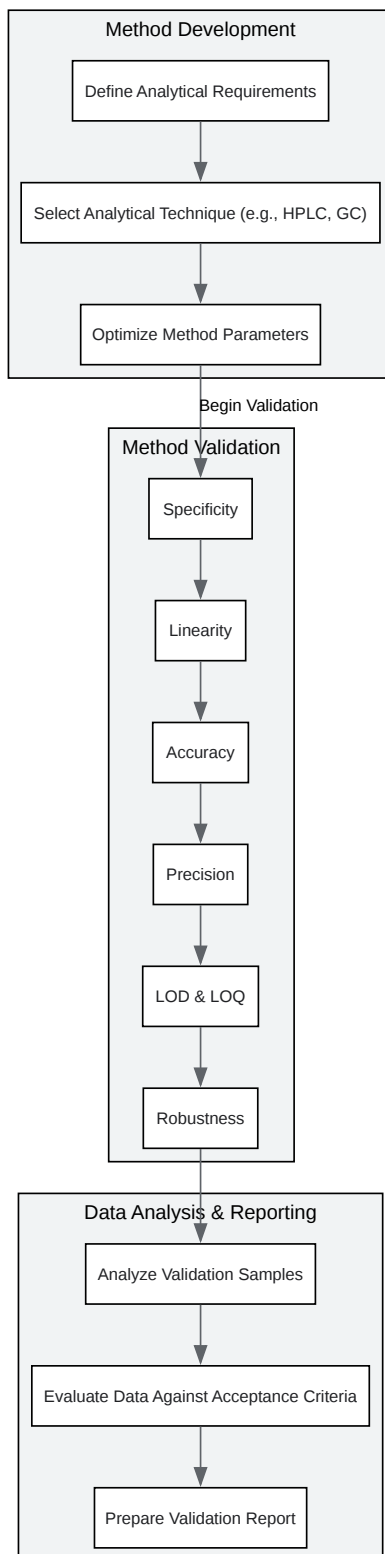 Method Development
Define Analytical Requirements
Select Analytical Technique (e.g., HPLC, GC)
Optimize Method Parameters
Begin Validation
Method Validation
Specificity
Linearity
Accuracy
Precision
LOD & LOQ
Robustness
Data Analysis & Reporting
Analyze Validation Samples
Evaluate Data Against Acceptance Criteria
Prepare Validation Report